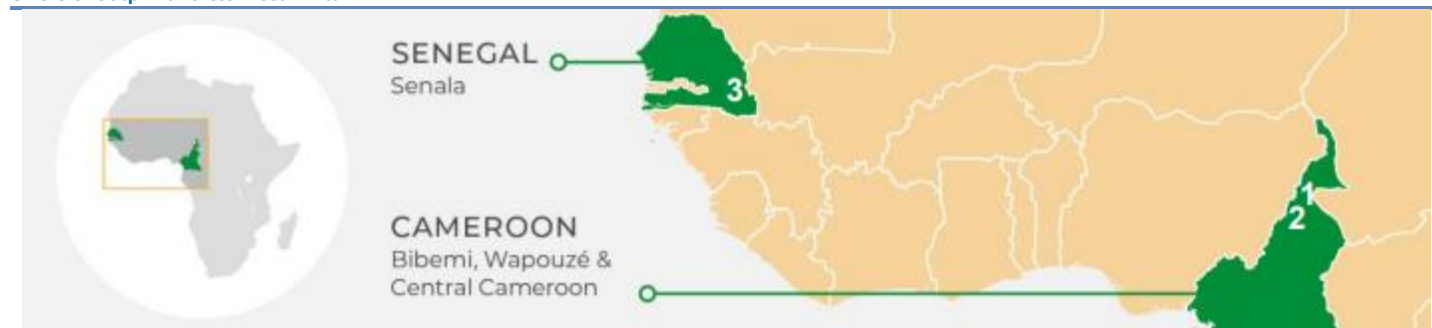 SENEGAL
Senala
3
1
2
CAMEROON
Bibemi, Wapouzé &
Central Cameroon